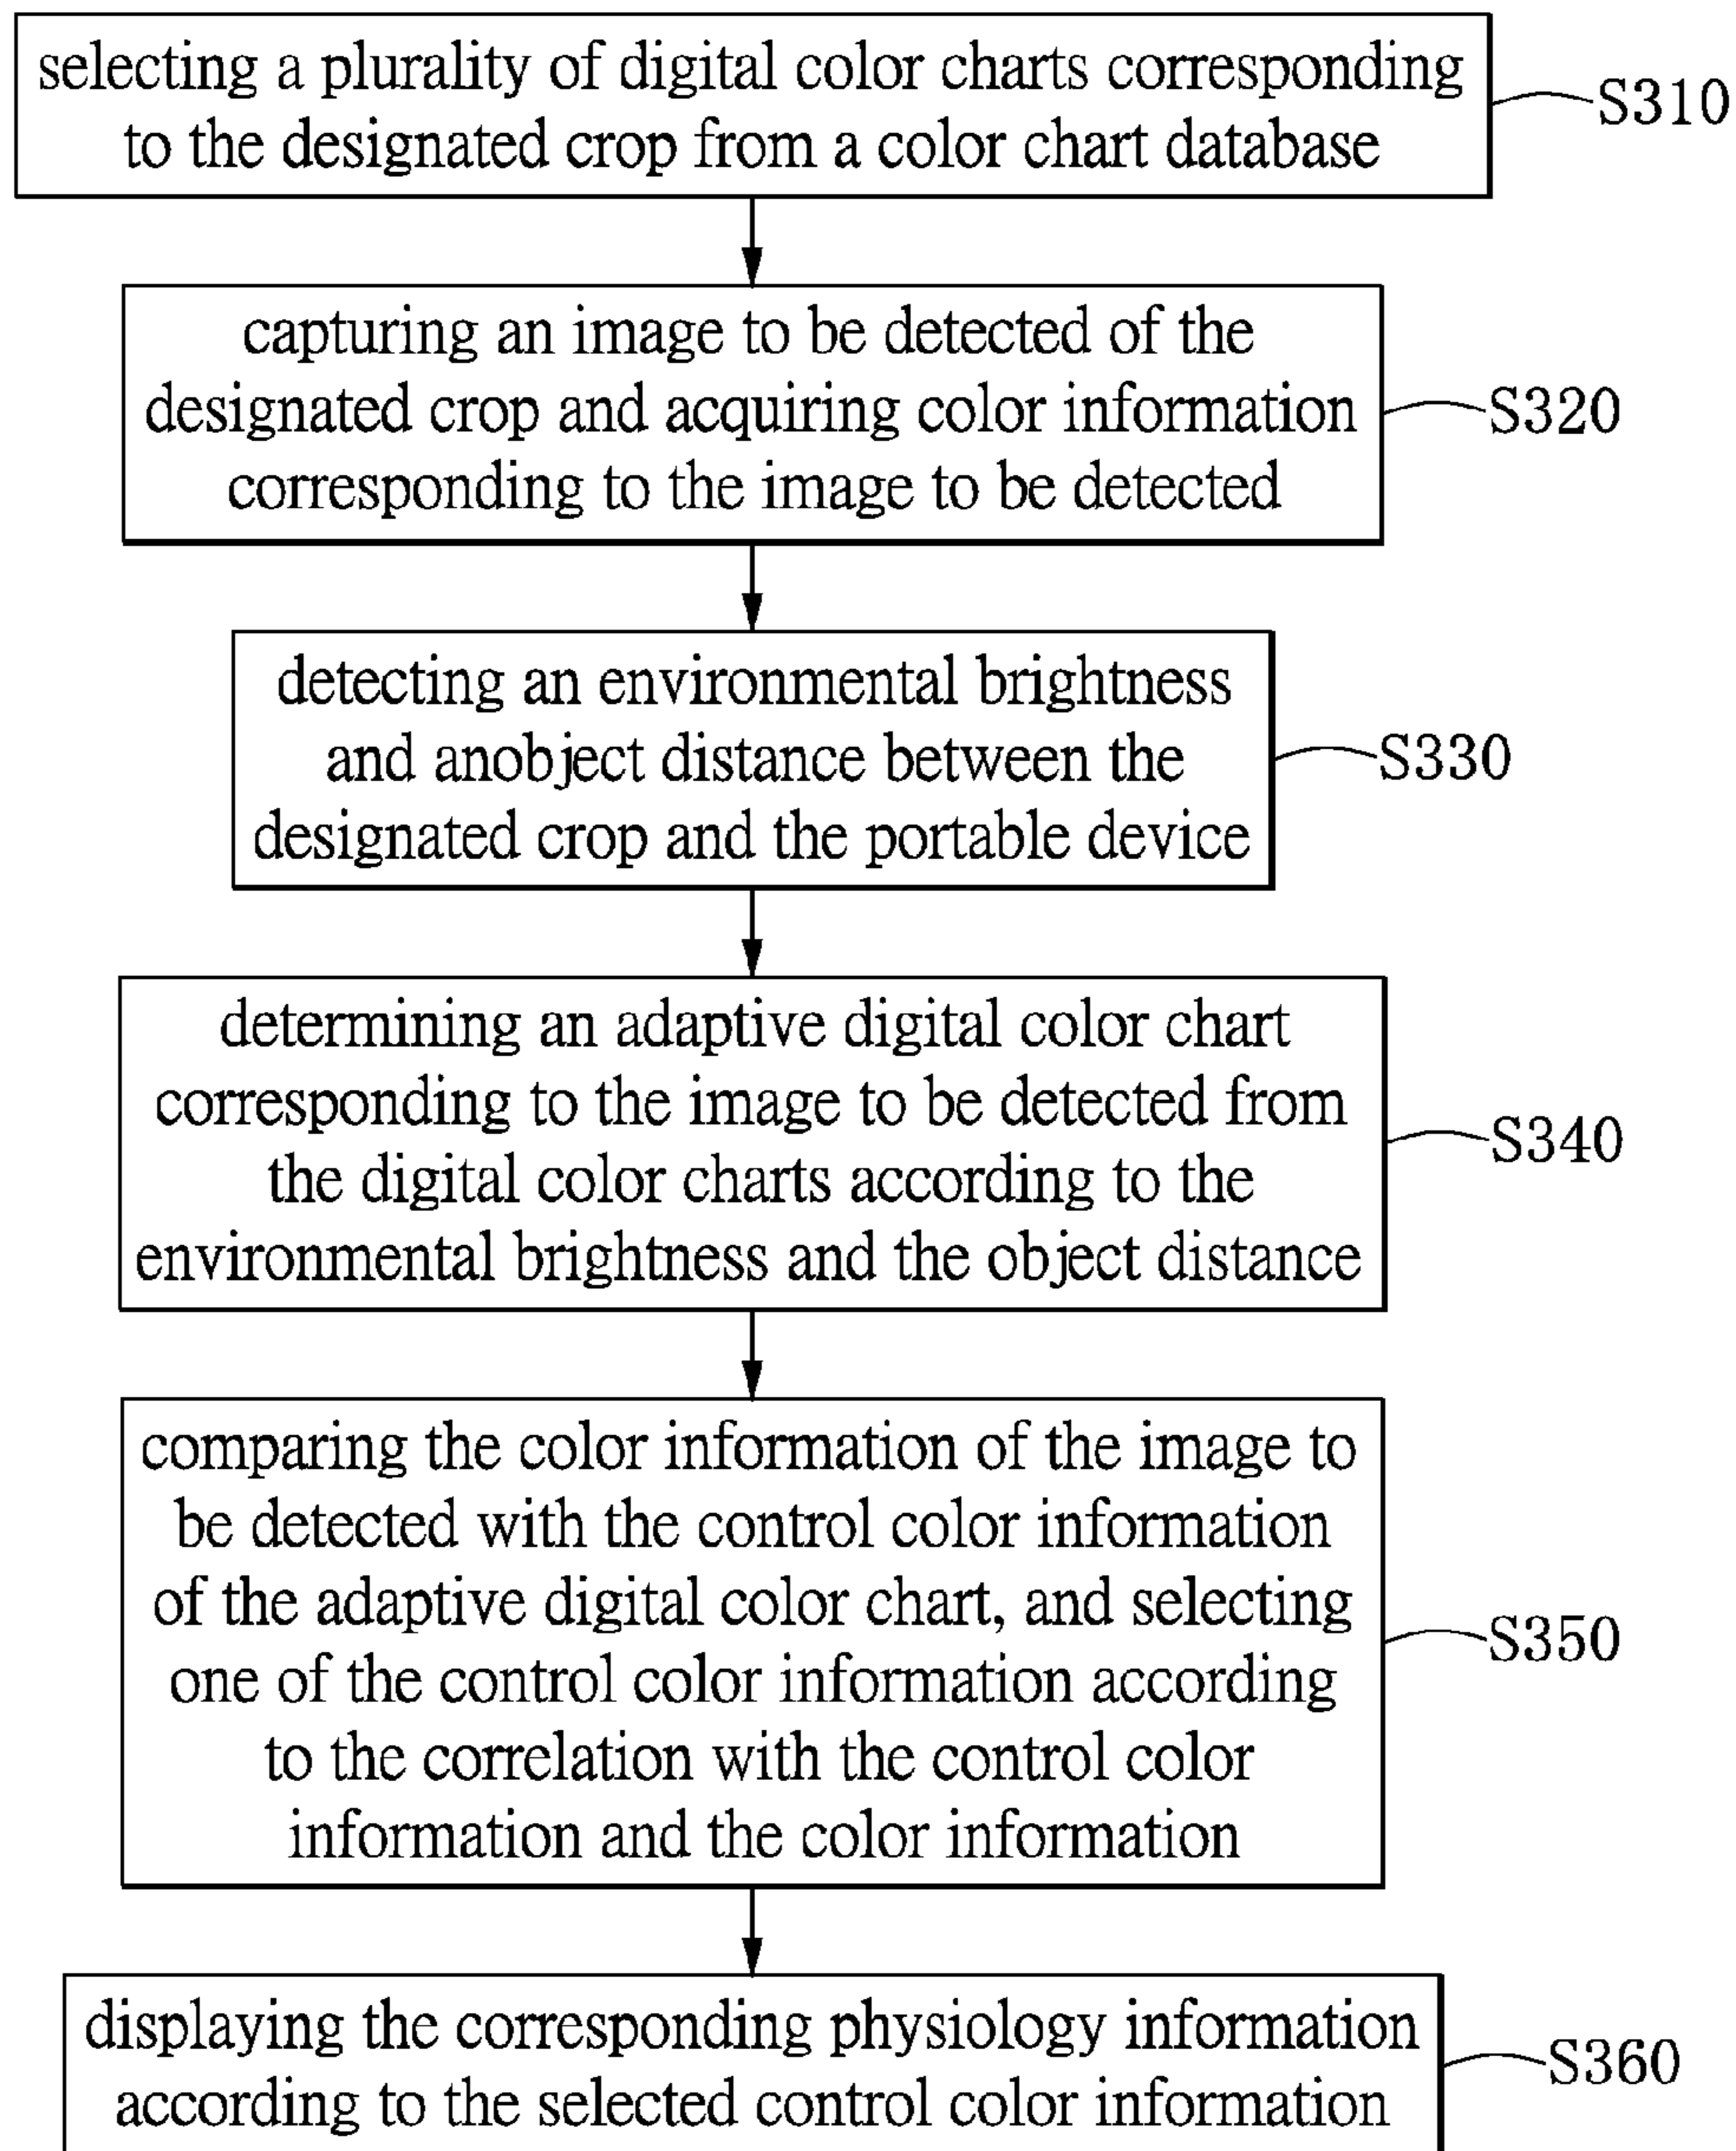 selecting a plurality of digital color charts corresponding
to the designated crop from a color chart database
S310
capturing an image to be detected of the
designated crop and acquiring color information
corresponding to the image to be detected
S320
detecting an environmental brightness
and anobject distance between the
designated crop and the portable device
S330
determining an adaptive digital color chart
corresponding to the image to be detected from
the digital color charts according to the
environmental brightness and the object distance
S340
comparing the color information of the image to
be detected with the control color information
of the adaptive digital color chart, and selecting
one of the control color information according
to the correlation with the control color
information and the color information
S350
displaying the corresponding physiology information
according to the selected control color information
S360